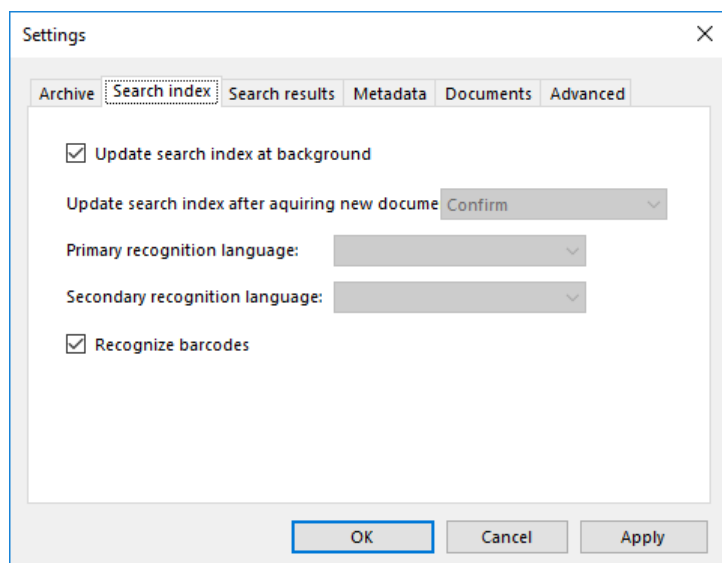 Settings
Archive Search index Search results Metadata Documents Advanced
Update search index at background
Update search index after aquiring new docume Confirm
Primary recognition language:
Secondary recognition language:
Recognize barcodes
OK Cancel Apply